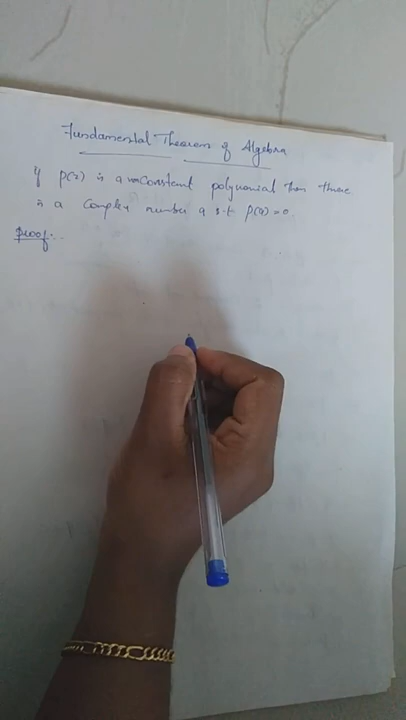 Fundamental Theorem of Algebra
If p(z) is a nonconstant polynomial then there
is a complex number a s.t p(a) = 0.
Proof:-